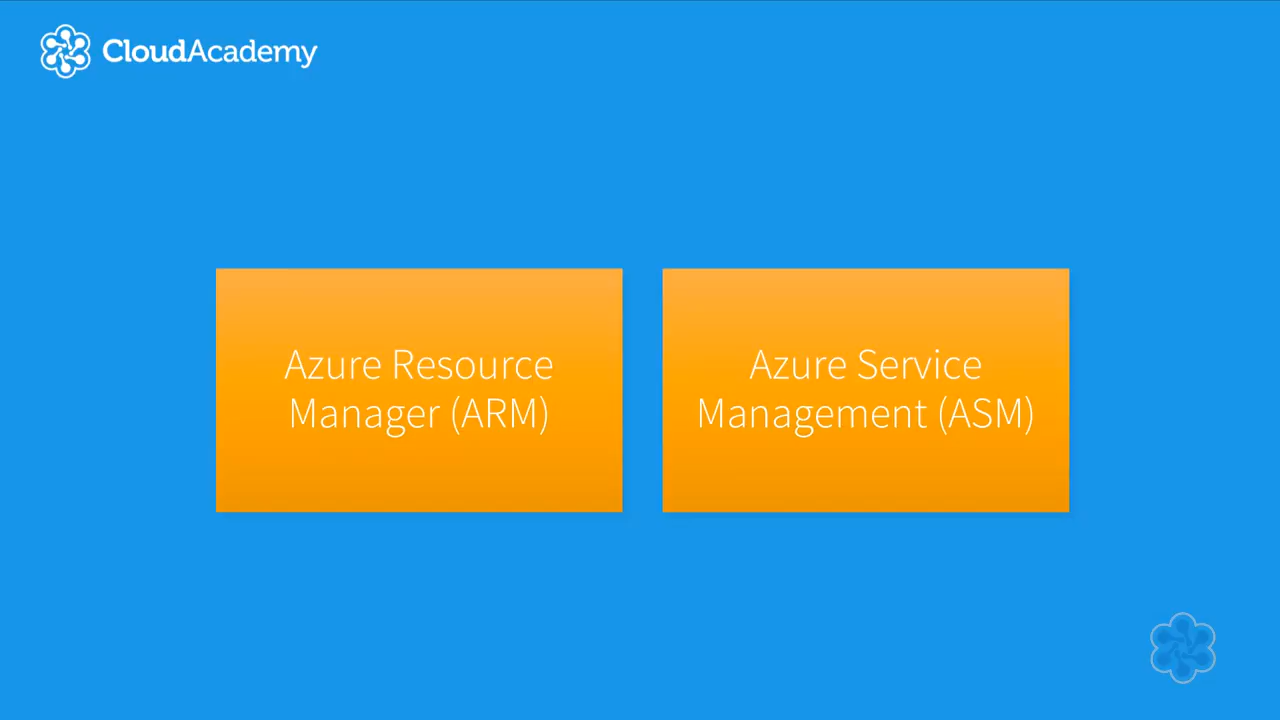 CloudAcademy
Azure Resource
Manager (ARM)
Azure Service
Management (ASM)